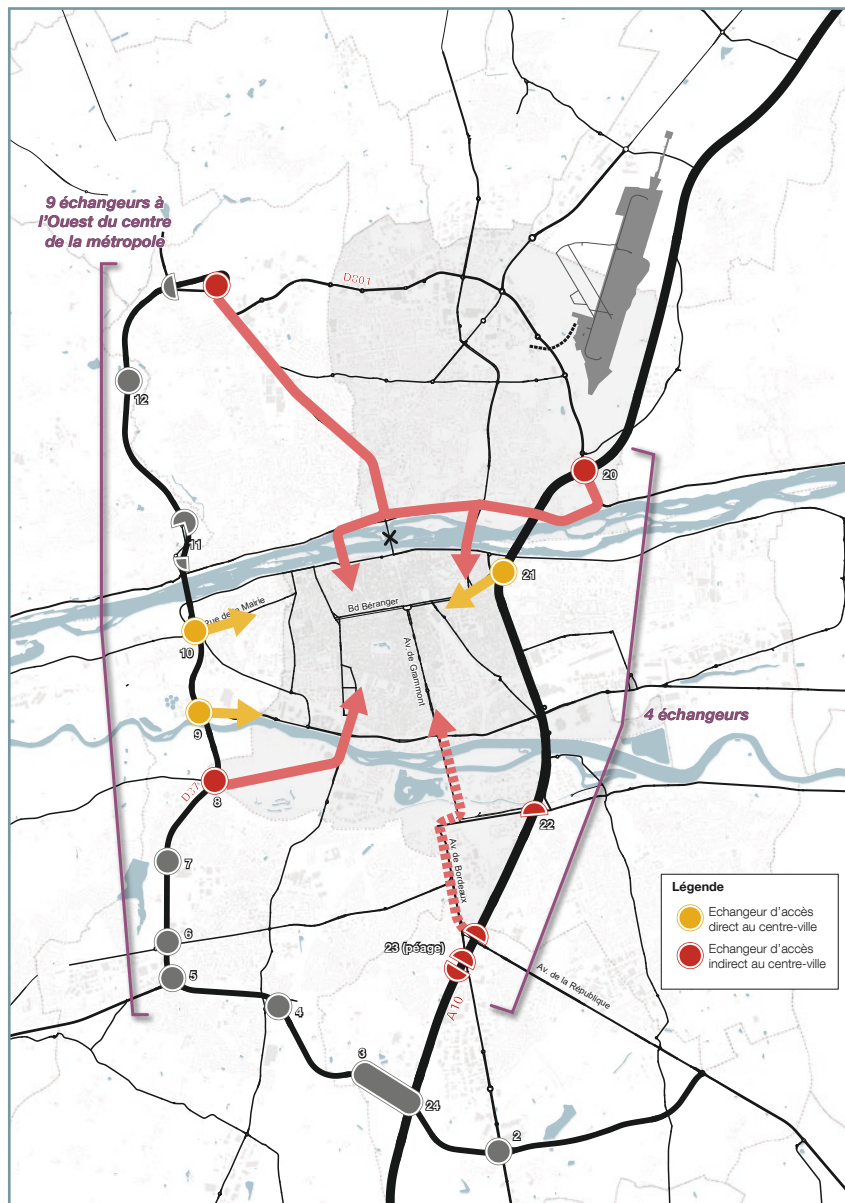 9 échangeurs à
l'Ouest du centre
de la métropole
D801
12
20
11
21
Rue de la Mairie
Bd Béranger
10
Av. de Grammont
9
4 échangeurs
D37
8
22
7
Av. de Bordeaux
Légende
Echangeur d'accès
direct au centre-ville
Echangeur d'accès
indirect au centre-ville
6
23 (péage)
5
Av. de la République
4
A10
3
24
2